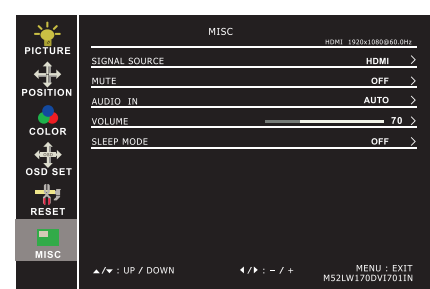 MISC
HDMI 1920x1080@60.0Hz
PICTURE
POSITION
COLOR
OSD SET
RESET
MISC
SIGNAL SOURCE HDMI >
MUTE OFF >
AUDIO IN AUTO >
VOLUME 70 >
SLEEP MODE OFF >
▲/▼ : UP / DOWN ◀/▶ : - / + MENU : EXIT
M52LW170DVI701IN